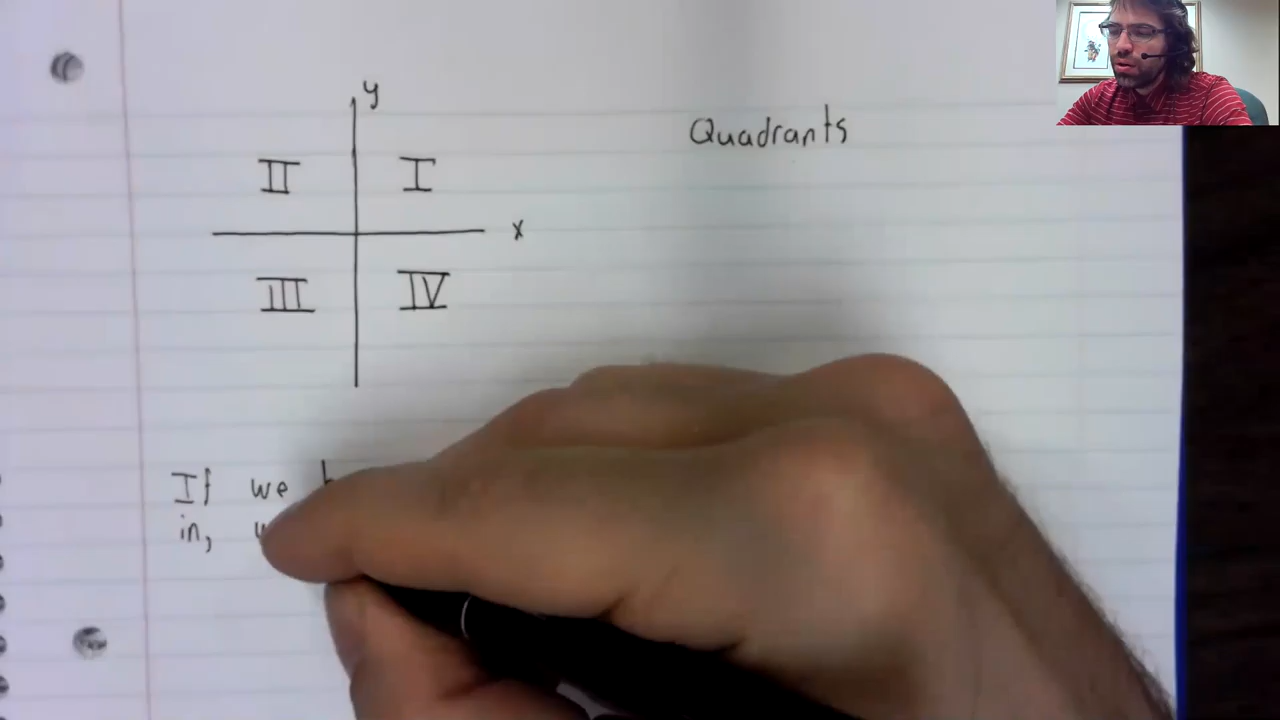 y
Quadrants
II I
x
III IV
If we
in,